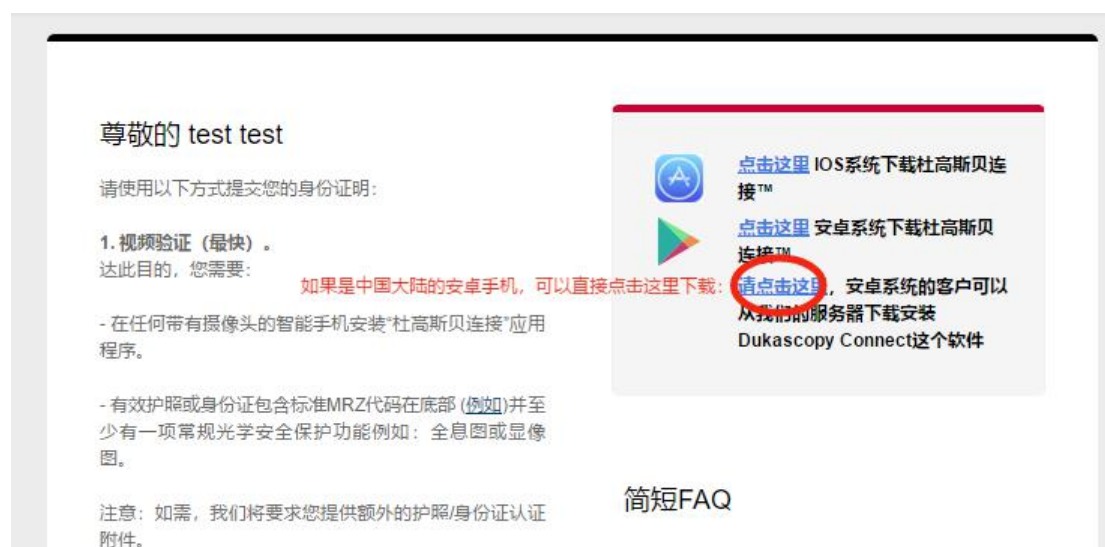 尊敬的 test test
请使用以下方式提交您的身份证明：
1. 视频验证（最快）。
达此目的，您需要：
- 在任何带有摄像头的智能手机安装“杜高斯贝连接”应用
程序。
- 有效护照或身份证包含标准MRZ代码在底部 (例如)并至
少有一项常规光学安全保护功能例如：全息图或显像
图。
注意：如需，我们将要求您提供额外的护照/身份证认证
附件。
点击这里 IOS系统下载杜高斯贝连
接™
点击这里 安卓系统下载杜高斯贝
连接™
如果是中国大陆的安卓手机，可以直接点击这里下载：
请点击这里，安卓系统的客户可以
从我们的服务器下载安装
Dukascopy Connect这个软件
简短FAQ